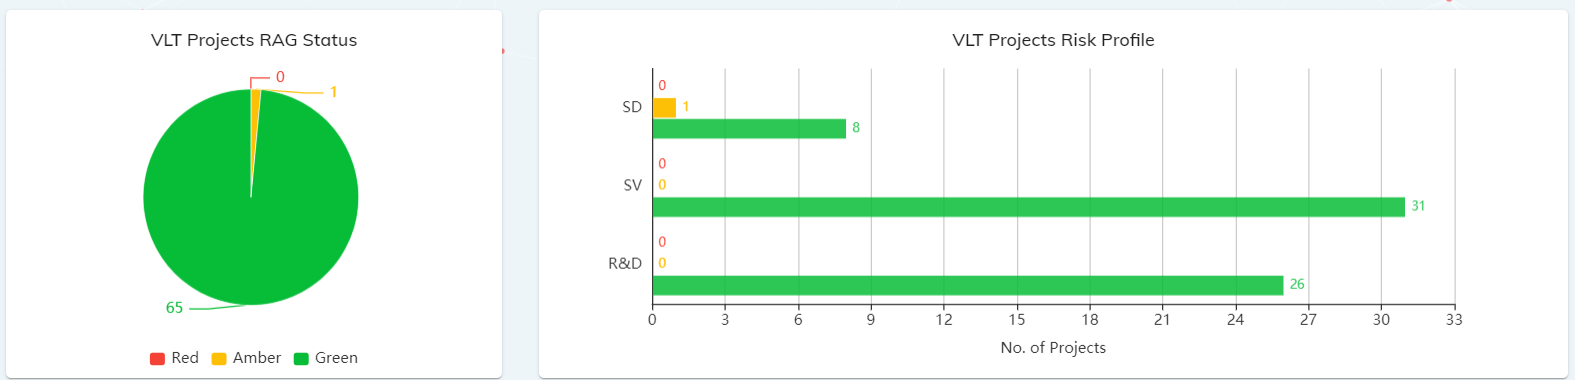 VLT Projects RAG Status
0
1
65
Red Amber Green
VLT Projects Risk Profile
0
SD 1
8
0
SV 0
31
0
R&D 0
26
0 3 6 9 12 15 18 21 24 27 30 33
No. of Projects